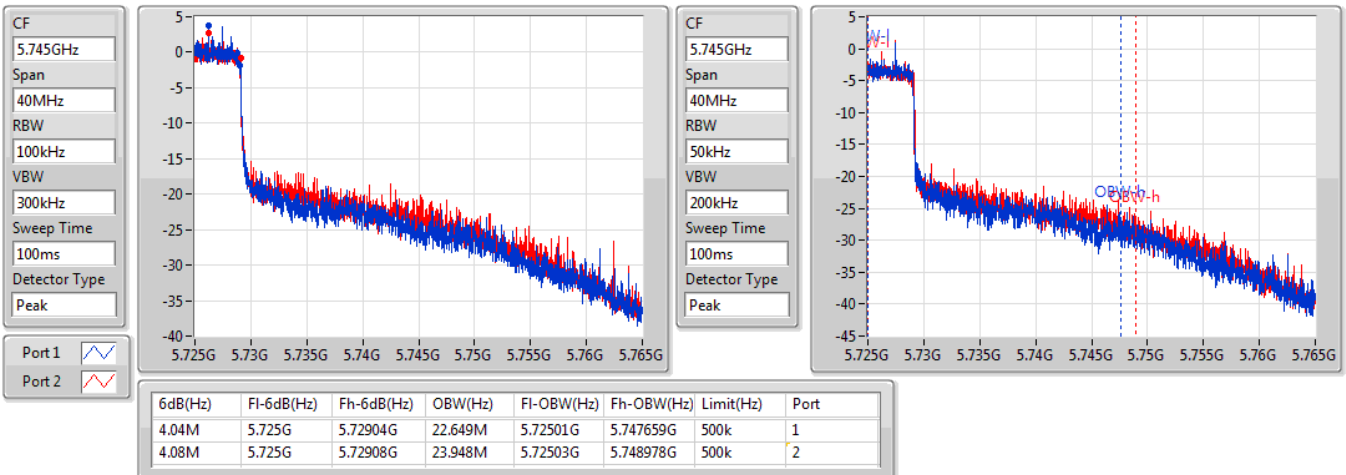 CF
5.745GHz
Span
40MHz
RBW
100kHz
VBW
300kHz
Sweep Time
100ms
Detector Type
Peak
Port 1
Port 2
5
0
-5
-10
-15
-20
-25
-30
-35
-40
5.725G 5.73G 5.735G 5.74G 5.745G 5.75G 5.755G 5.76G 5.765G
CF
5.745GHz
Span
40MHz
RBW
50kHz
VBW
200kHz
Sweep Time
100ms
Detector Type
Peak
5
0
-5
-10
-15
-20
-25
-30
-35
-40
-45
OBW-h
OBW-h
5.725G 5.73G 5.735G 5.74G 5.745G 5.75G 5.755G 5.76G 5.765G
6dB(Hz) Fl-6dB(Hz) Fh-6dB(Hz) OBW(Hz) Fl-OBW(Hz) Fh-OBW(Hz) Limit(Hz) Port
4.04M 5.725G 5.72904G 22.649M 5.72501G 5.747659G 500k 1
4.08M 5.725G 5.72908G 23.948M 5.72503G 5.748978G 500k 2